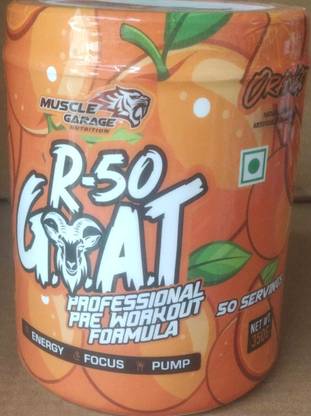 MUSCLE
GARAGE
NUTRITION
R-50
G.O.A.T
PROFESSIONAL
PRE WORKOUT
FORMULA
50 SERVINGS
NET WT.
ENERGY & FOCUS PUMP